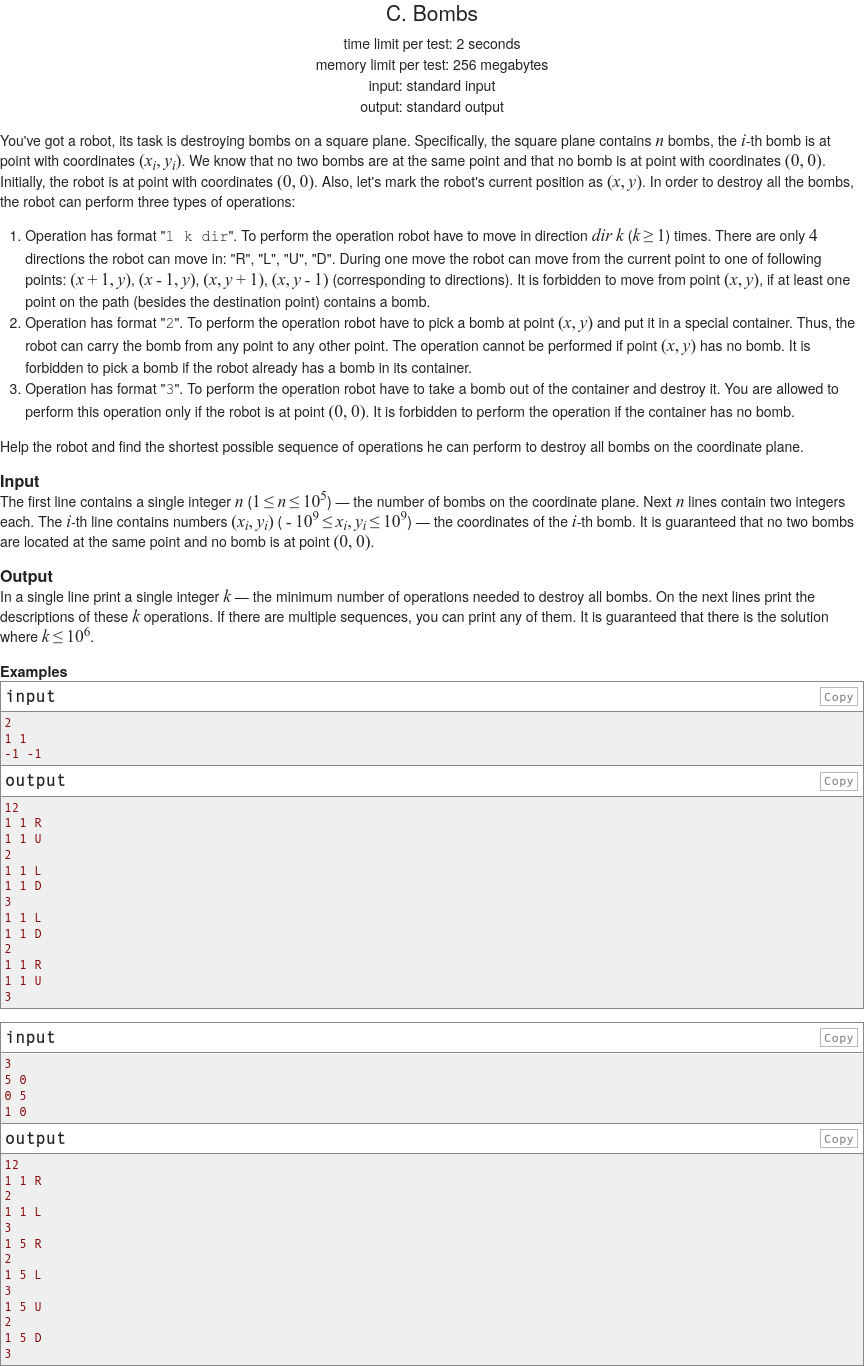 C. Bombs
time limit per test: 2 seconds
memory limit per test: 256 megabytes
input: standard input
output: standard output
You've got a robot, its task is destroying bombs on a square plane. Specifically, the square plane contains n bombs, the i-th bomb is at
point with coordinates (xi, yi). We know that no two bombs are at the same point and that no bomb is at point with coordinates (0, 0).
Initially, the robot is at point with coordinates (0, 0). Also, let's mark the robot's current position as (x, y). In order to destroy all the bombs,
the robot can perform three types of operations:
1. Operation has format "1 k dir". To perform the operation robot have to move in direction dir k (k ≥ 1) times. There are only 4
directions the robot can move in: "R", "L", "U", "D". During one move the robot can move from the current point to one of following
points: (x + 1, y), (x - 1, y), (x, y + 1), (x, y - 1) (corresponding to directions). It is forbidden to move from point (x, y), if at least one
point on the path (besides the destination point) contains a bomb.
2. Operation has format "2". To perform the operation robot have to pick a bomb at point (x, y) and put it in a special container. Thus, the
robot can carry the bomb from any point to any other point. The operation cannot be performed if point (x, y) has no bomb. It is
forbidden to pick a bomb if the robot already has a bomb in its container.
3. Operation has format "3". To perform the operation robot have to take a bomb out of the container and destroy it. You are allowed to
perform this operation only if the robot is at point (0, 0). It is forbidden to perform the operation if the container has no bomb.
Help the robot and find the shortest possible sequence of operations he can perform to destroy all bombs on the coordinate plane.
Input
The first line contains a single integer n (1 ≤ n ≤ 10^5) — the number of bombs on the coordinate plane. Next n lines contain two integers
each. The i-th line contains numbers (xi, yi) ( - 10^9 ≤ xi, yi ≤ 10^9) — the coordinates of the i-th bomb. It is guaranteed that no two bombs
are located at the same point and no bomb is at point (0, 0).
Output
In a single line print a single integer k — the minimum number of operations needed to destroy all bombs. On the next lines print the
descriptions of these k operations. If there are multiple sequences, you can print any of them. It is guaranteed that there is the solution
where k ≤ 10^6.
Examples
input Copy
2
1 1
-1 -1
output Copy
12
1 1 R
1 1 U
2
1 1 L
1 1 D
3
1 1 L
1 1 D
2
1 1 R
1 1 U
3
input Copy
3
5 0
0 5
1 0
output Copy
12
1 1 R
2
1 1 L
3
1 5 R
2
1 5 L
3
1 5 U
2
1 5 D
3